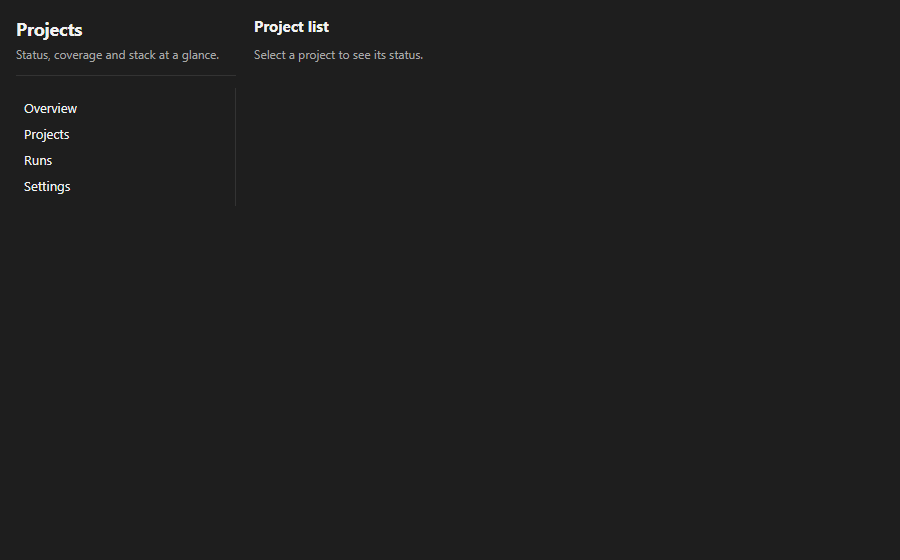 Projects
Status, coverage and stack at a glance.
Overview
Projects
Runs
Settings
Project list
Select a project to see its status.